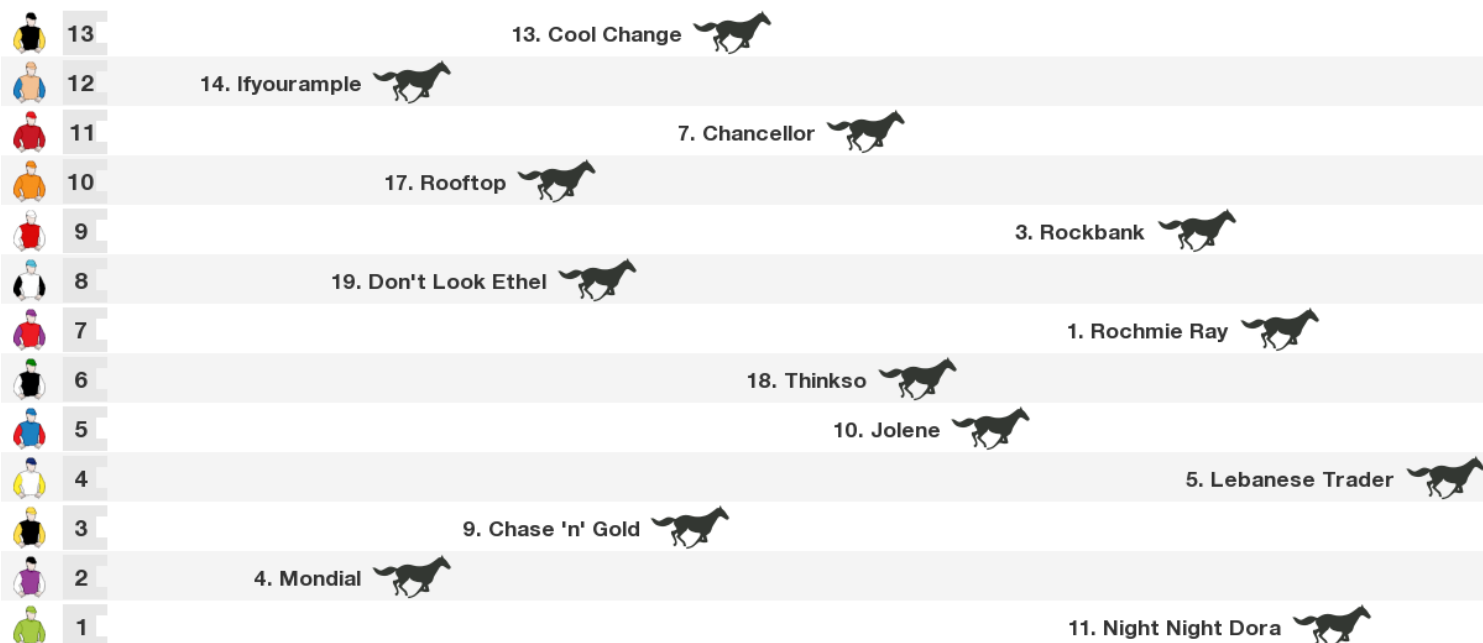 13 13. Cool Change
12 14. Ifyourample
11 7. Chancellor
10 17. Rooftop
9 3. Rockbank
8 19. Don't Look Ethel
7 1. Rochmie Ray
6 18. Thinkso
5 10. Jolene
4 5. Lebanese Trader
3 9. Chase 'n' Gold
2 4. Mondial
1 11. Night Night Dora